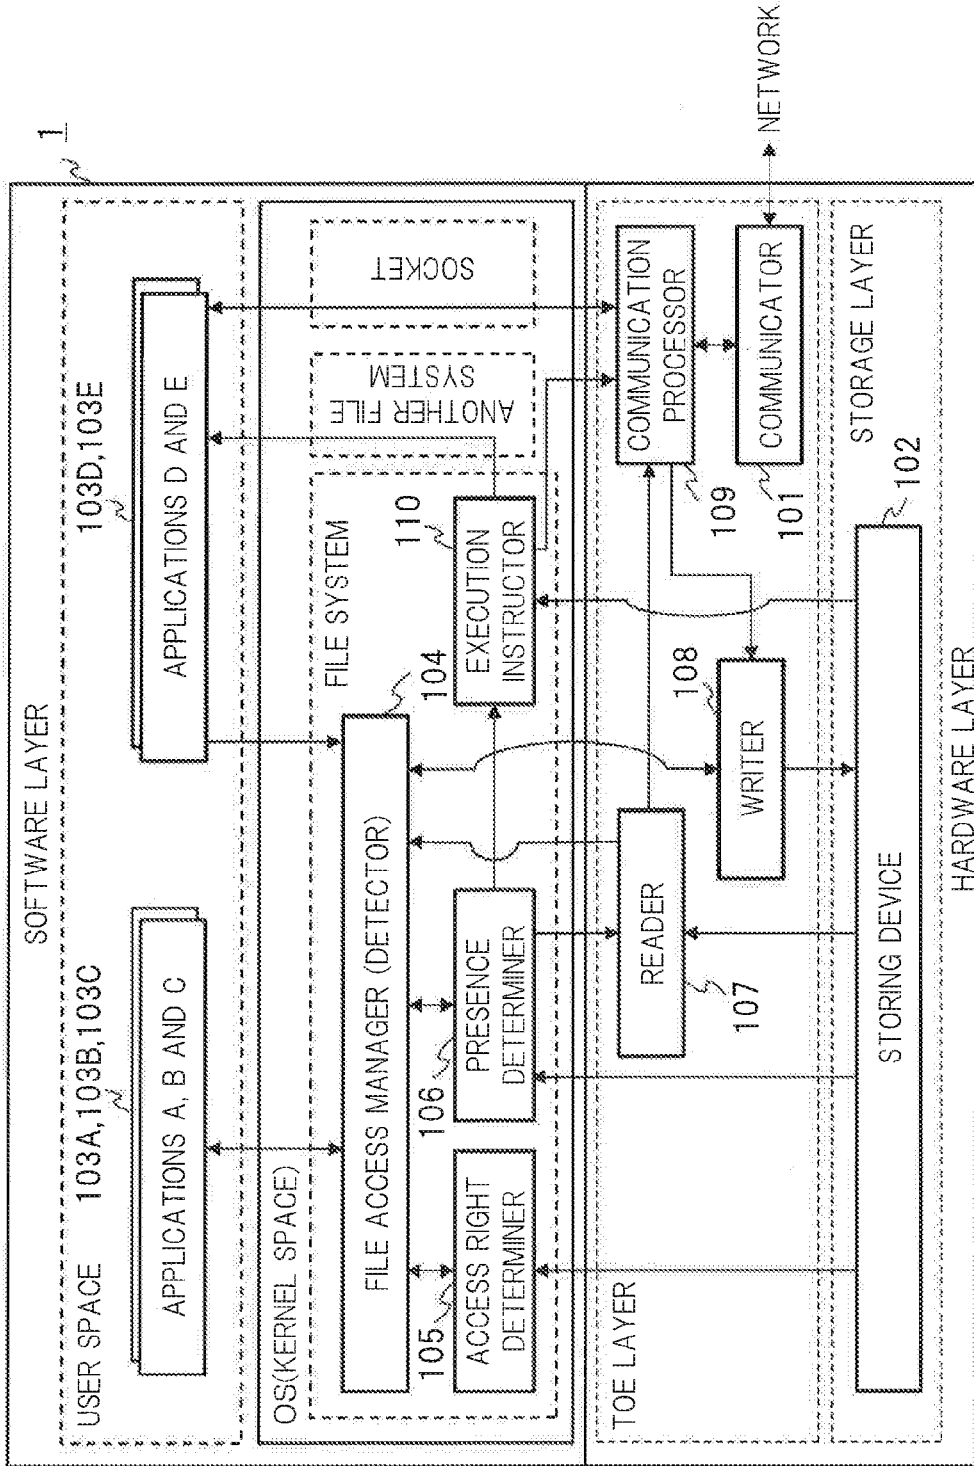 1
SOFTWARE LAYER
USER SPACE
103A,103B,103C
103D,103E
APPLICATIONS A, B AND C
APPLICATIONS D AND E
OS(KERNEL SPACE)
FILE SYSTEM
ANOTHER FILE
SYSTEM
SOCKET
104
FILE ACCESS MANAGER (DETECTOR)
105
106
110
ACCESS RIGHT
DETERMINER
PRESENCE
DETERMINER
EXECUTION
INSTRUCTOR
TOE LAYER
READER
107
108
WRITER
COMMUNICATION
PROCESSOR
109
COMMUNICATOR
101
NETWORK
STORAGE LAYER
102
STORING DEVICE
HARDWARE LAYER